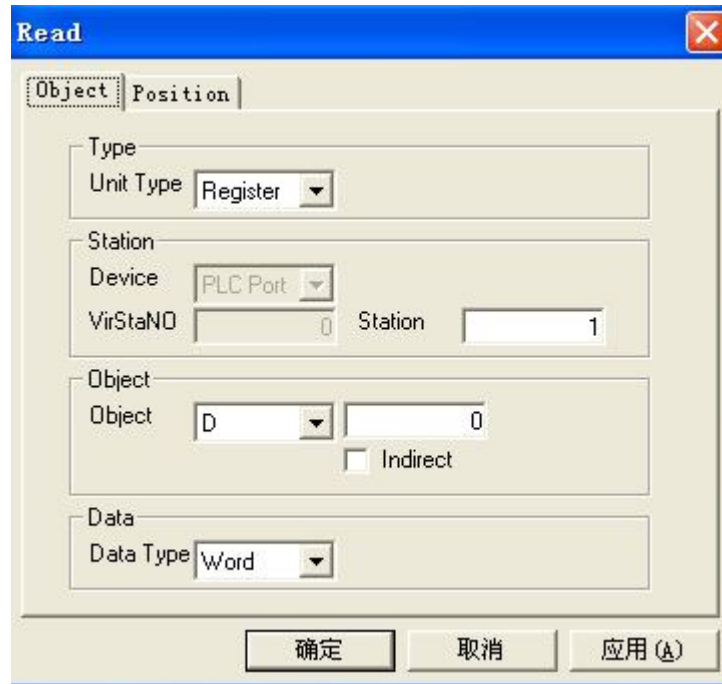 Read
Object Position
Type
Unit Type Register
Station
Device PLC Port
VirStaNO 0 Station 1
Object
Object D 0
Indirect
Data
Data Type Word
确定 取消 应用(A)